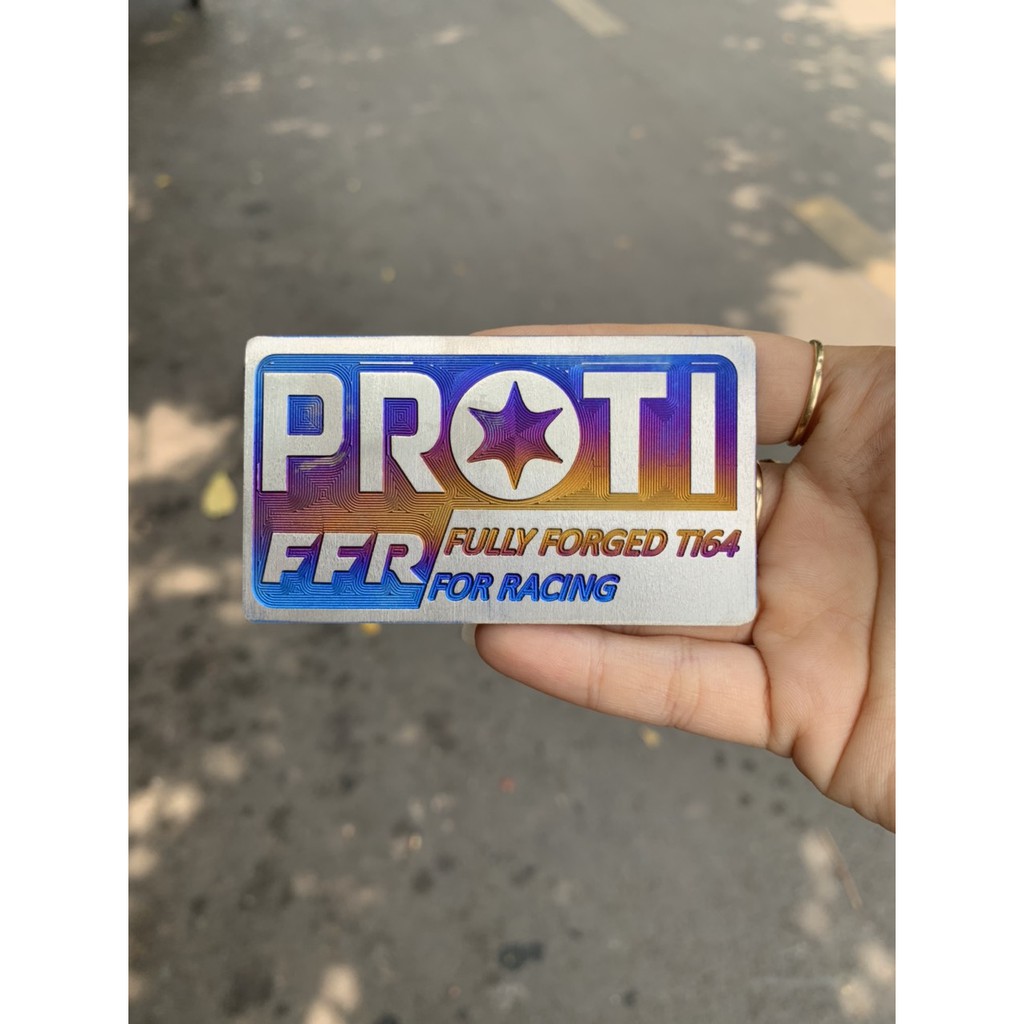 PROTI
FFR
FULLY FORGED Ti64
FOR RACING